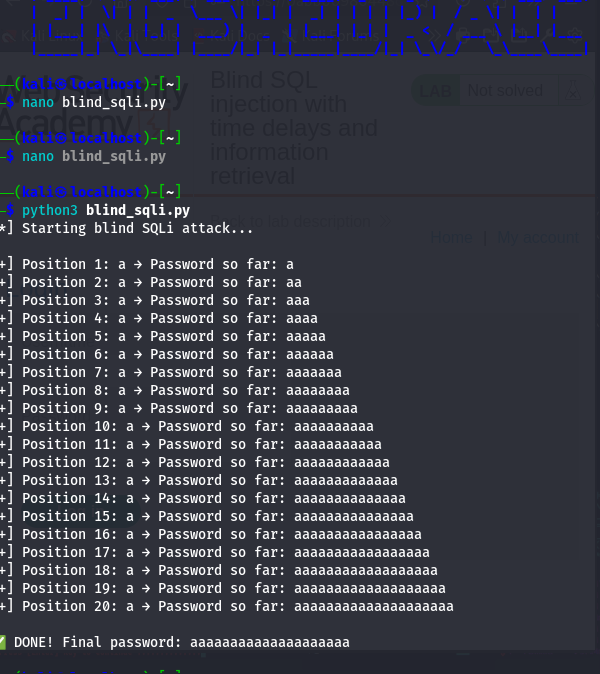 (kali㉿localhost)-[~]
$ nano blind_sqli.py
(kali㉿localhost)-[~]
$ nano blind_sqli.py
(kali㉿localhost)-[~]
$ python3 blind_sqli.py
*] Starting blind SQLi attack...
+] Position 1: a → Password so far: a
+] Position 2: a → Password so far: aa
+] Position 3: a → Password so far: aaa
+] Position 4: a → Password so far: aaaa
+] Position 5: a → Password so far: aaaaa
+] Position 6: a → Password so far: aaaaaa
+] Position 7: a → Password so far: aaaaaaa
+] Position 8: a → Password so far: aaaaaaaa
+] Position 9: a → Password so far: aaaaaaaaa
+] Position 10: a → Password so far: aaaaaaaaaa
+] Position 11: a → Password so far: aaaaaaaaaaa
+] Position 12: a → Password so far: aaaaaaaaaaaa
+] Position 13: a → Password so far: aaaaaaaaaaaaa
+] Position 14: a → Password so far: aaaaaaaaaaaaaa
+] Position 15: a → Password so far: aaaaaaaaaaaaaaa
+] Position 16: a → Password so far: aaaaaaaaaaaaaaaa
+] Position 17: a → Password so far: aaaaaaaaaaaaaaaaa
+] Position 18: a → Password so far: aaaaaaaaaaaaaaaaaa
+] Position 19: a → Password so far: aaaaaaaaaaaaaaaaaaa
+] Position 20: a → Password so far: aaaaaaaaaaaaaaaaaaaa
✅ DONE! Final password: aaaaaaaaaaaaaaaaaaaa
Web Security
Academy
Blind SQL
injection with
time delays and
information
retrieval
LAB Not solved
Back to lab description
Home | My account